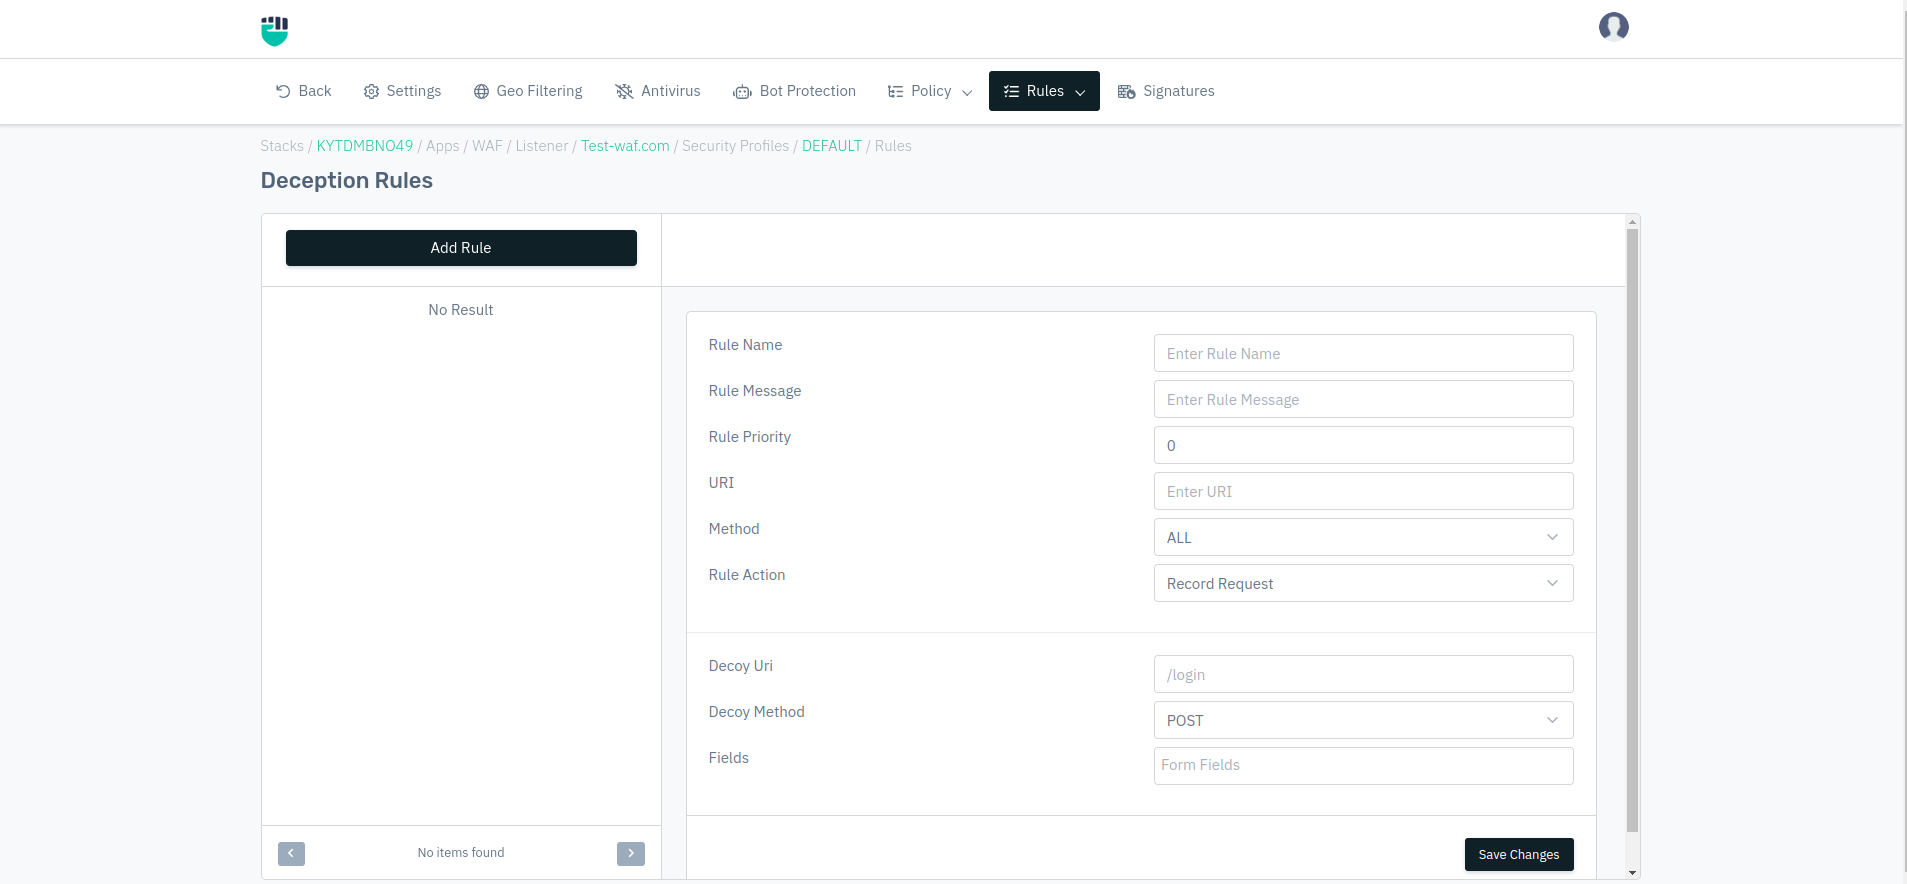 Back Settings Geo Filtering Antivirus Bot Protection Policy Rules Signatures
Stacks / KYTDMBNO49 / Apps / WAF / Listener / Test-waf.com / Security Profiles / DEFAULT / Rules
Deception Rules
Add Rule
No Result
Rule Name
Enter Rule Name
Rule Message
Enter Rule Message
Rule Priority
0
URI
Enter URI
Method
ALL
Rule Action
Record Request
Decoy Uri
/login
Decoy Method
POST
Fields
Form Fields
No items found
Save Changes